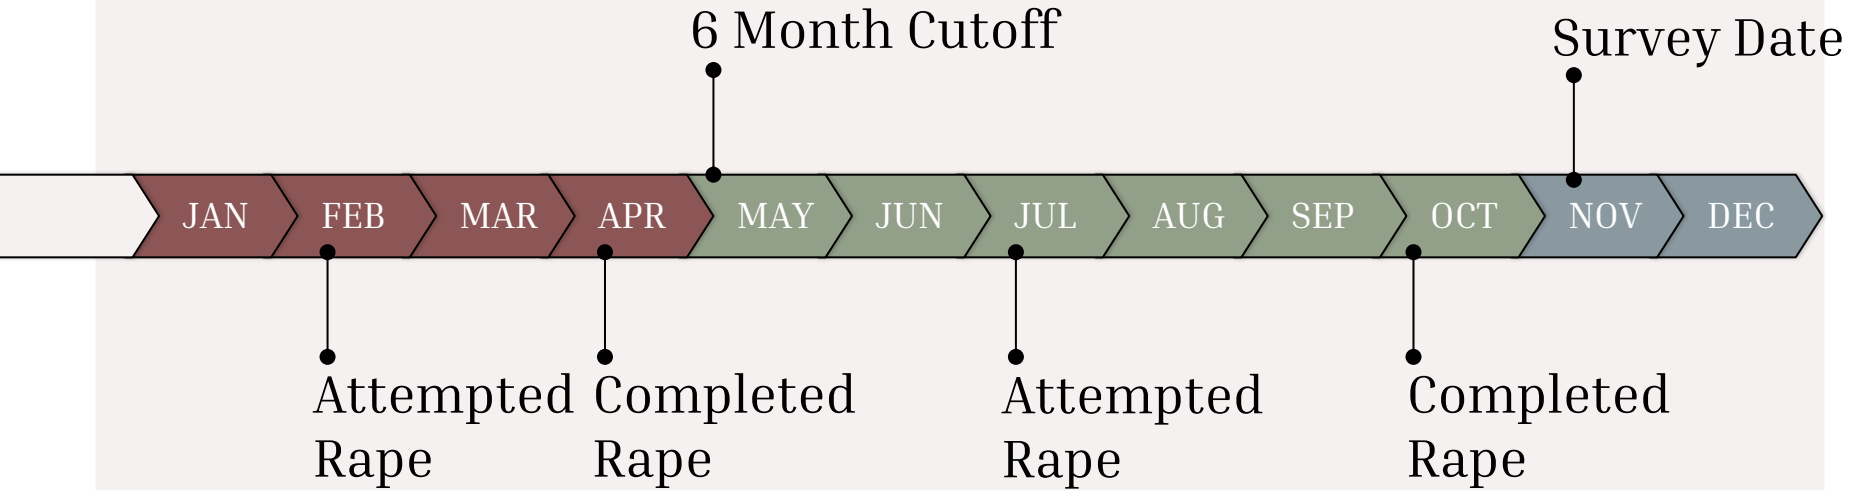 6 Month Cutoff
Survey Date
JAN FEB MAR APR MAY JUN JUL AUG SEP OCT NOV DEC
Attempted
Rape
Completed
Rape
Attempted
Rape
Completed
Rape